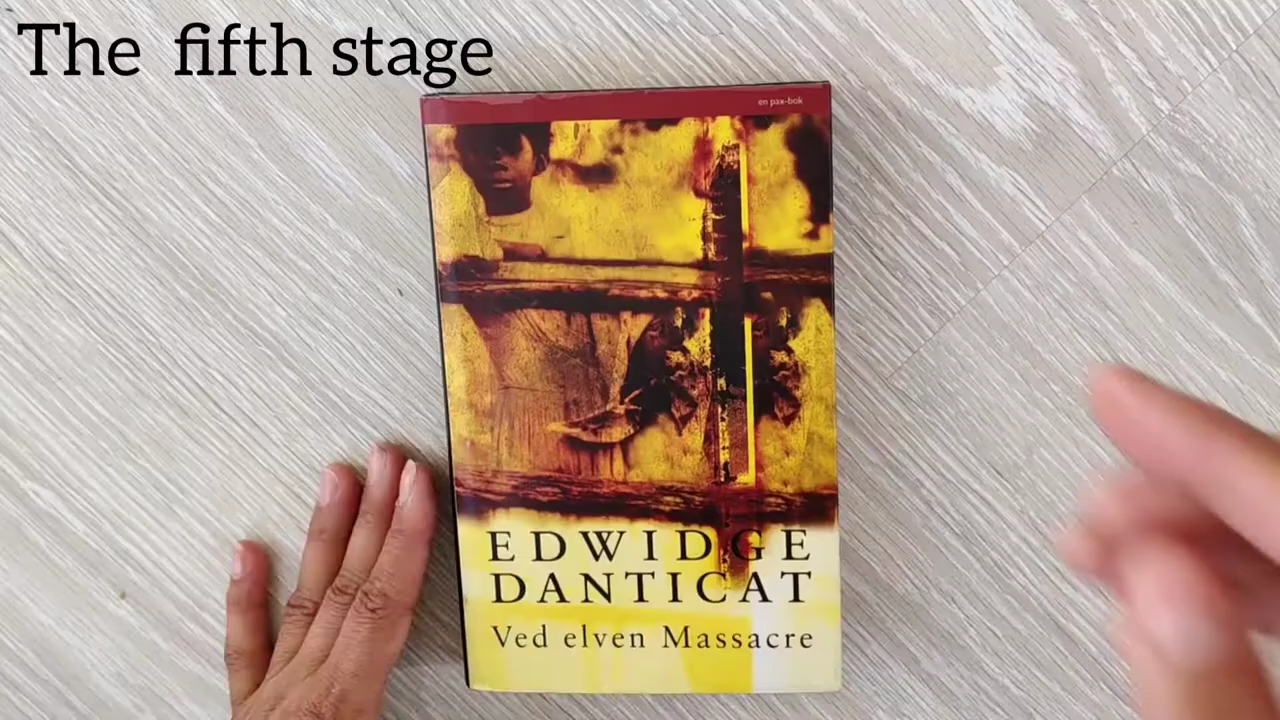 The fifth stage
en pax-bok
EDWIDGE
DANTICAT
Ved elven Massacre